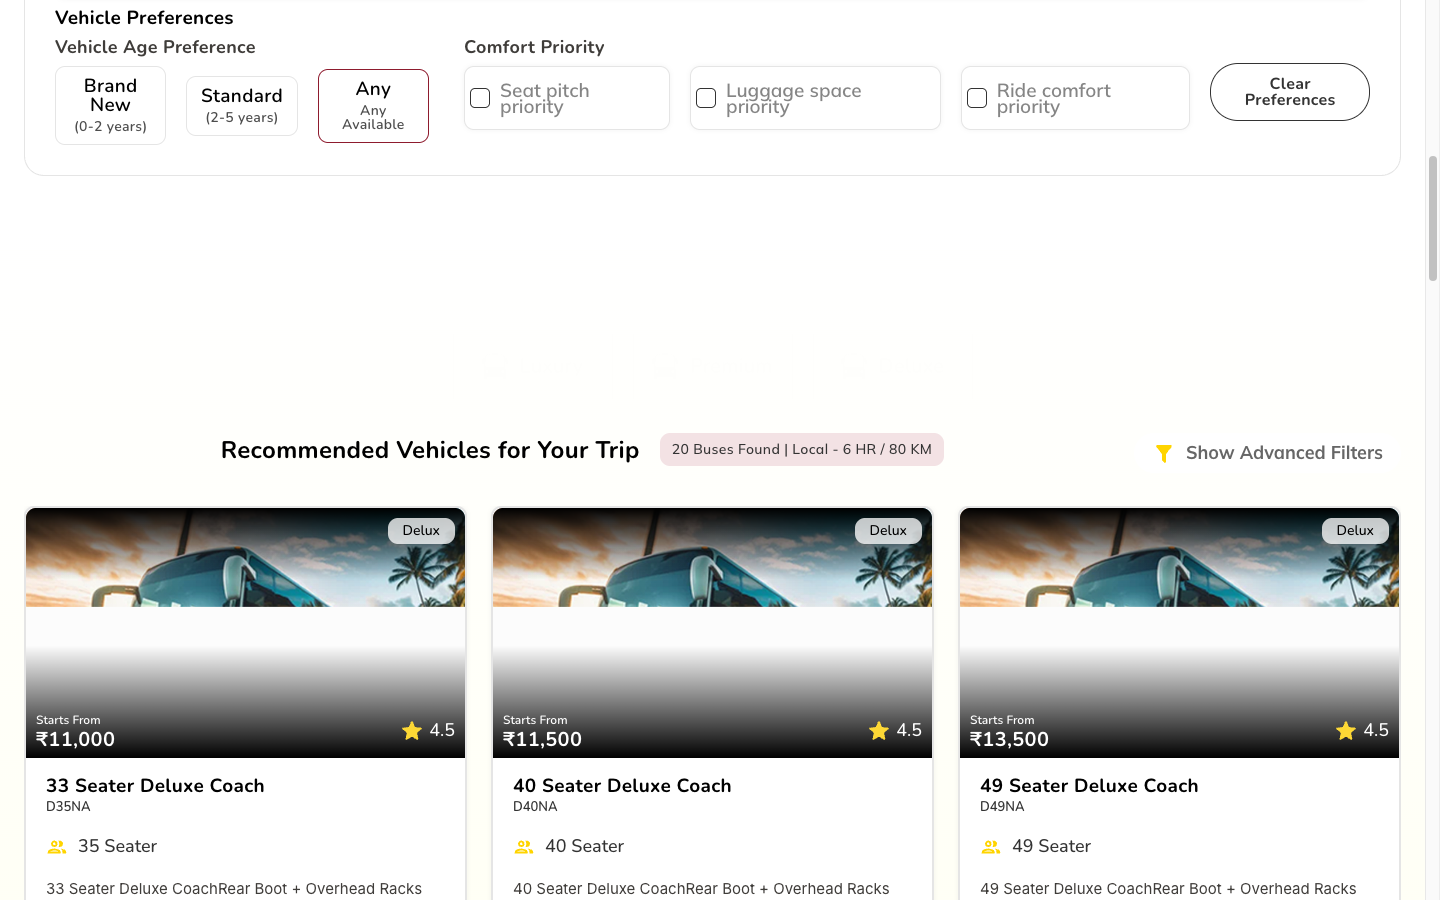 Vehicle Preferences
Vehicle Age Preference
Comfort Priority
Brand
New
(0-2 years)
Standard
(2-5 years)
Any
Any
Available
Seat pitch
priority
Luggage space
priority
Ride comfort
priority
Clear
Preferences
Recommended Vehicles for Your Trip
20 Buses Found | Local - 6 HR / 80 KM
Show Advanced Filters
Delux
Starts From
₹11,000
4.5
33 Seater Deluxe Coach
D35NA
35 Seater
33 Seater Deluxe CoachRear Boot + Overhead Racks
Delux
Starts From
₹11,500
4.5
40 Seater Deluxe Coach
D40NA
40 Seater
40 Seater Deluxe CoachRear Boot + Overhead Racks
Delux
Starts From
₹13,500
4.5
49 Seater Deluxe Coach
D49NA
49 Seater
49 Seater Deluxe CoachRear Boot + Overhead Racks